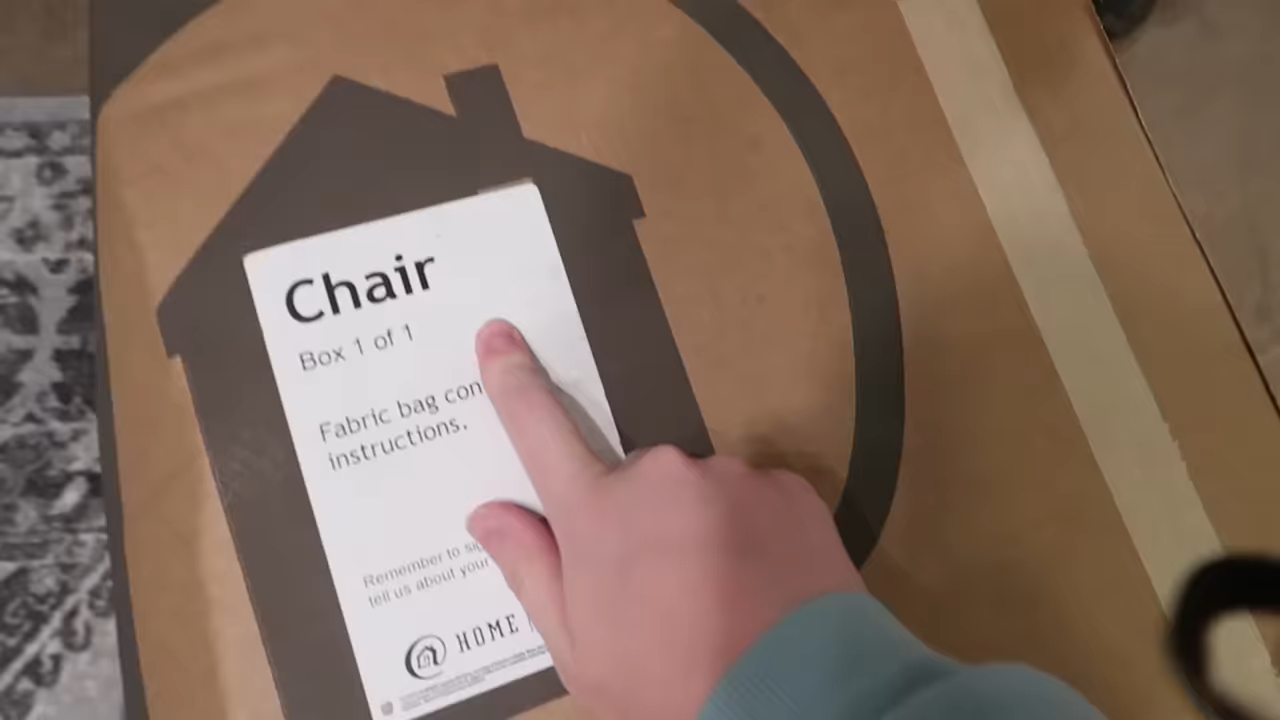 Chair
Box 1 of 1
Fabric bag con
instructions.
Remember to
tell us about your
HOME